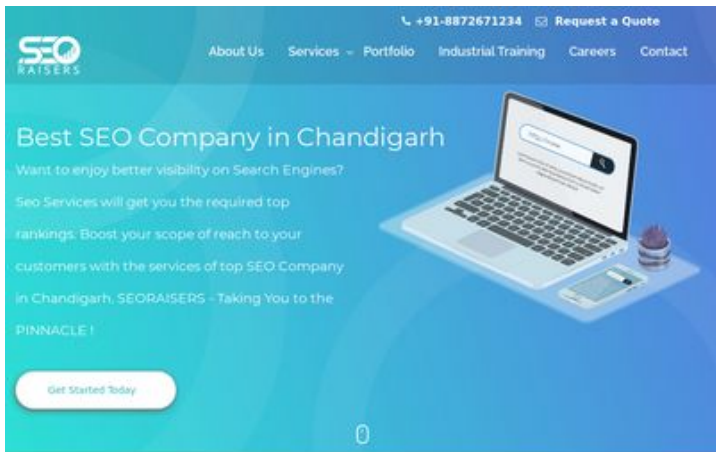 +91-8872671234 Request a Quote
SEO
RAISERS
About Us Services Portfolio Industrial Training Careers Contact
Best SEO Company in Chandigarh
Want to enjoy better visibility on Search Engines?
Seo Services will get you the required top
rankings. Boost your scope of reach to your
customers with the services of top SEO Company
in Chandigarh. SEORAISERS - Taking You to the
PINNACLE !
Get Started Today